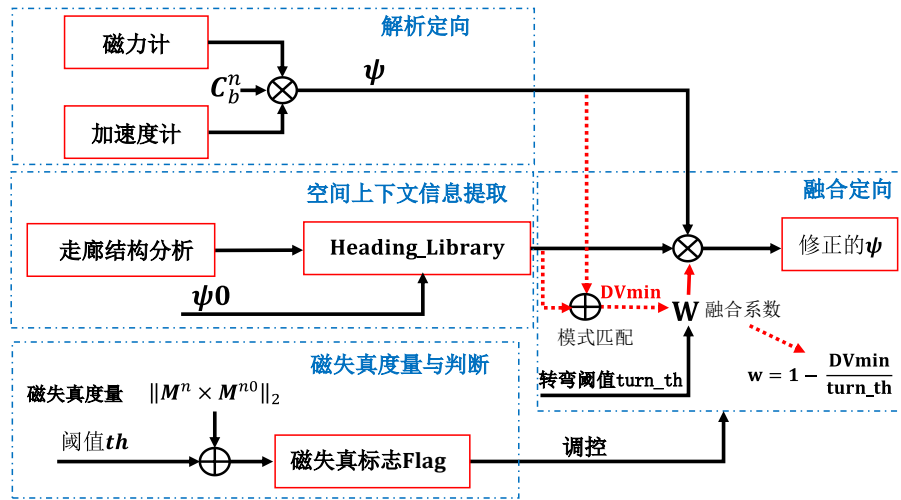 解析定向
磁力计
C_b^n
ψ
加速度计
空间上下文信息提取
走廊结构分析
Heading_Library
ψ0
融合定向
修正的ψ
DVmin
模式匹配
W
融合系数
转弯阈值turn_th
w = 1 − DVmin / turn_th
磁失真度量与判断
磁失真度量
‖M^n × M^{n0}‖_2
阈值th
磁失真标志Flag
调控